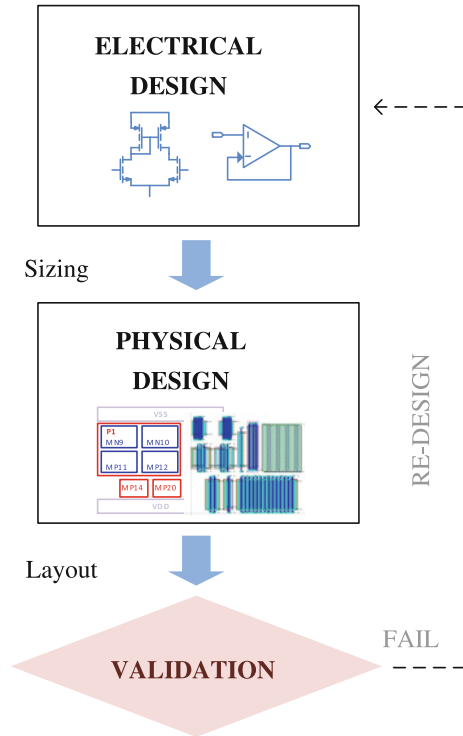 ELECTRICAL
DESIGN
Sizing
PHYSICAL
DESIGN
VSS
P1
MN9
MN10
MP11
MP12
MP14
MP20
VDD
RE-DESIGN
Layout
FAIL
VALIDATION